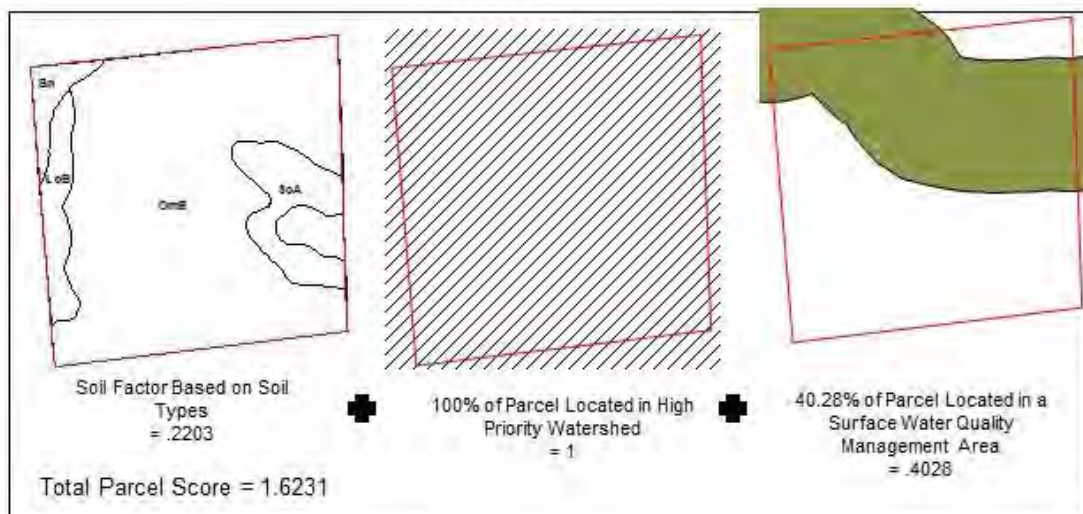 Bn
LoB
OmE
SoA
Soil Factor Based on Soil
Types
= .2203
100% of Parcel Located in High
Priority Watershed
= 1
40.28% of Parcel Located in a
Surface Water Quality
Management Area
= .4028
Total Parcel Score = 1.6231